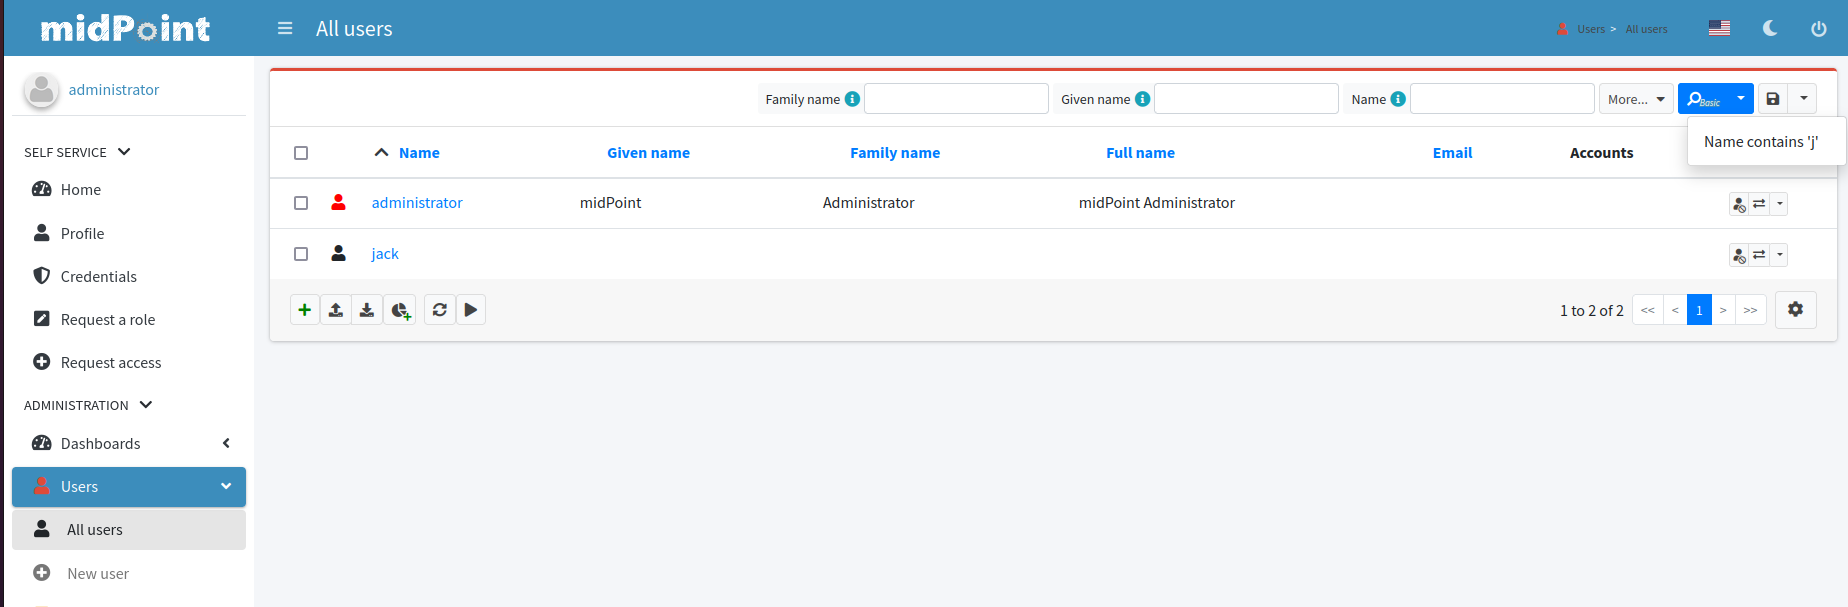 midPoint
All users
Users > All users
administrator
Family name
Given name
Name
More...
Basic
Name contains 'j'
SELF SERVICE
Home
Profile
Credentials
Request a role
Request access
ADMINISTRATION
Dashboards
Users
All users
New user
Name Given name Family name Full name Email Accounts
administrator midPoint Administrator midPoint Administrator
jack
1 to 2 of 2 << < 1 > >>